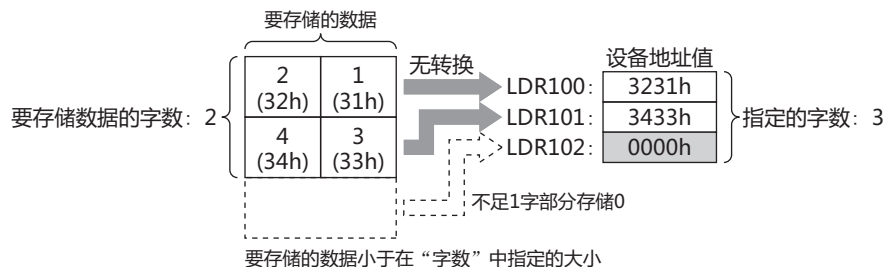 要存储的数据
要存储数据的字数：2
2
(32h)
1
(31h)
4
(34h)
3
(33h)
无转换
设备地址值
LDR100：
3231h
LDR101：
3433h
LDR102：
0000h
指定的字数：3
不足1字部分存储0
要存储的数据小于在“字数”中指定的大小